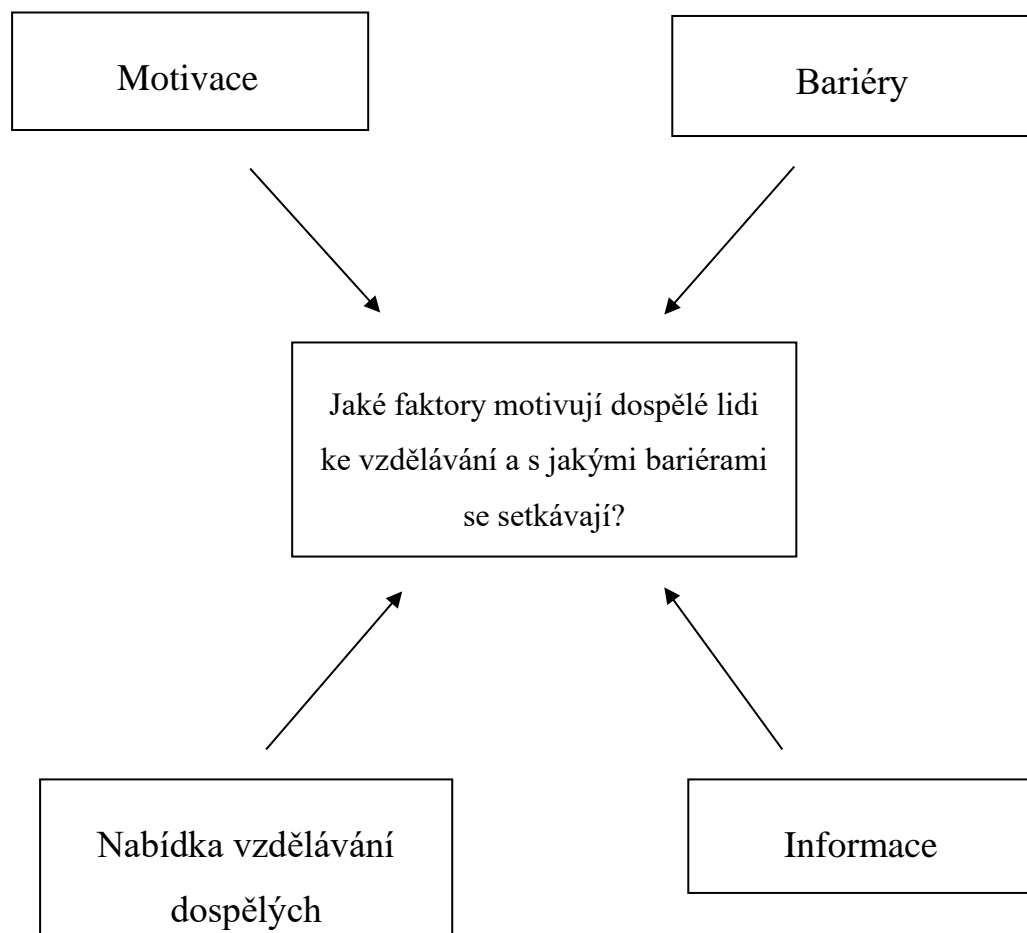 Motivace
Bariéry
Jaké faktory motivují dospělé lidi
ke vzdělávání a s jakými bariérami
se setkávají?
Nabídka vzdělávání
dospělých
Informace